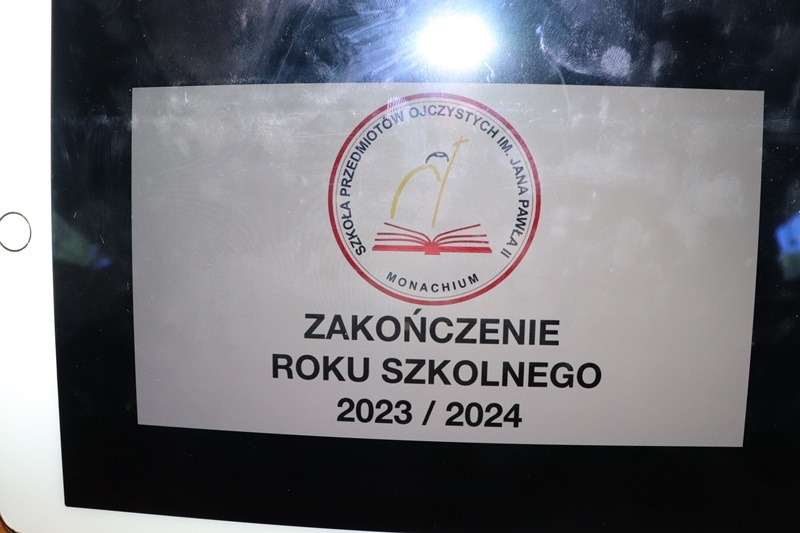 SZKOŁA PRZEDMIOTÓW OJCZYSTYCH IM. JANA PAWŁA II
MONACHIUM
ZAKOŃCZENIE
ROKU SZKOLNEGO
2023 / 2024